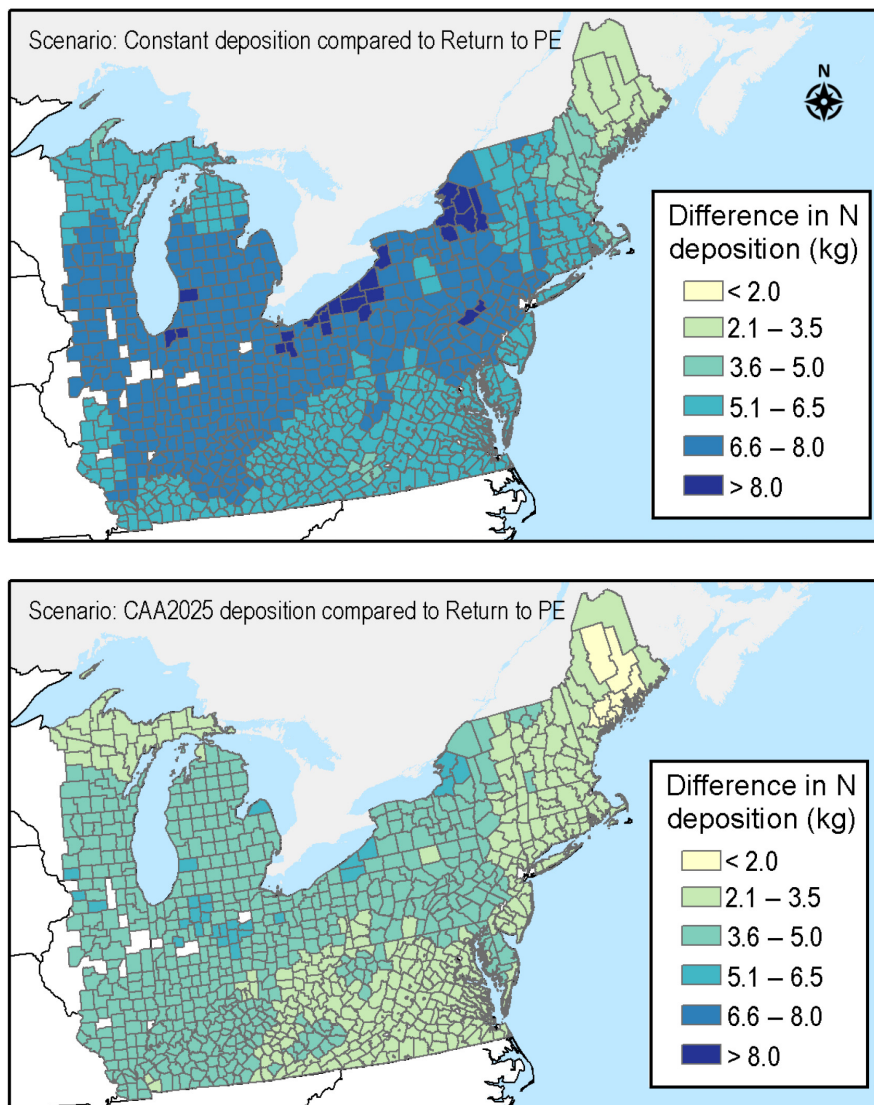 Scenario: Constant deposition compared to Return to PE
N
Difference in N
deposition (kg)
< 2.0
2.1 – 3.5
3.6 – 5.0
5.1 – 6.5
6.6 – 8.0
> 8.0
Scenario: CAA2025 deposition compared to Return to PE
Difference in N
deposition (kg)
< 2.0
2.1 – 3.5
3.6 – 5.0
5.1 – 6.5
6.6 – 8.0
> 8.0